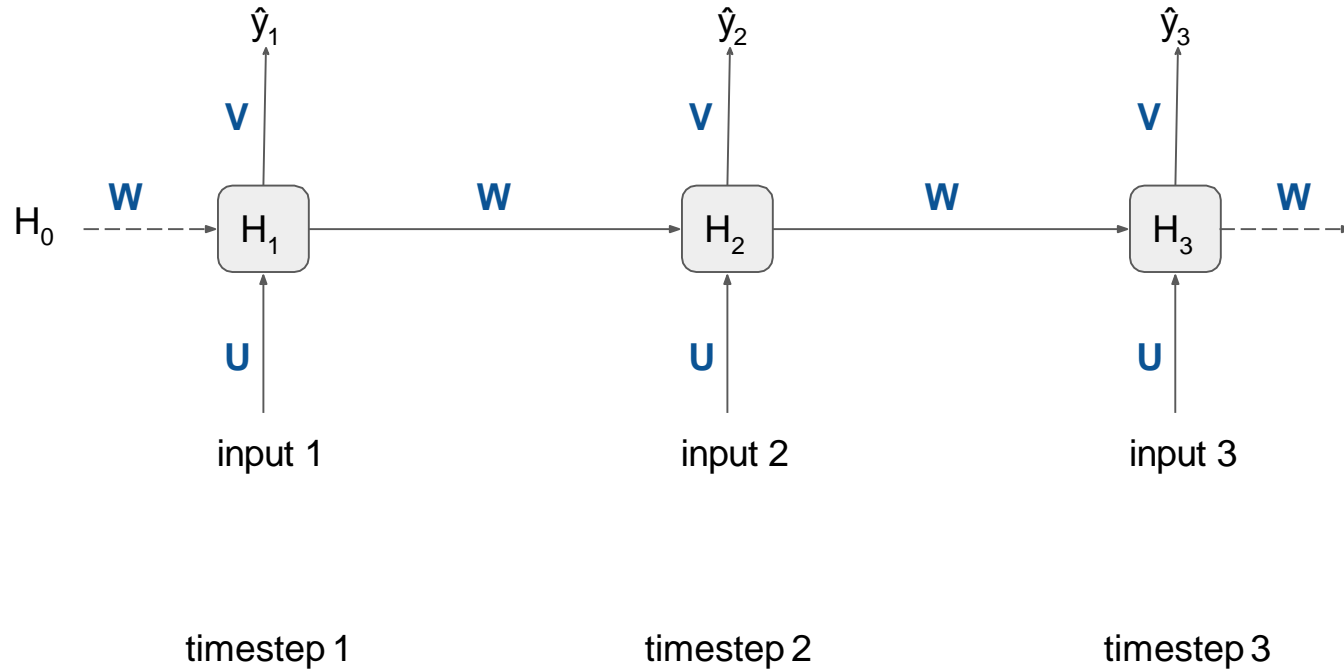 ŷ₁ ŷ₂ ŷ₃
V V V
W W W W
H₀ H₁ H₂ H₃
U U U
input 1 input 2 input 3
timestep 1 timestep 2 timestep 3